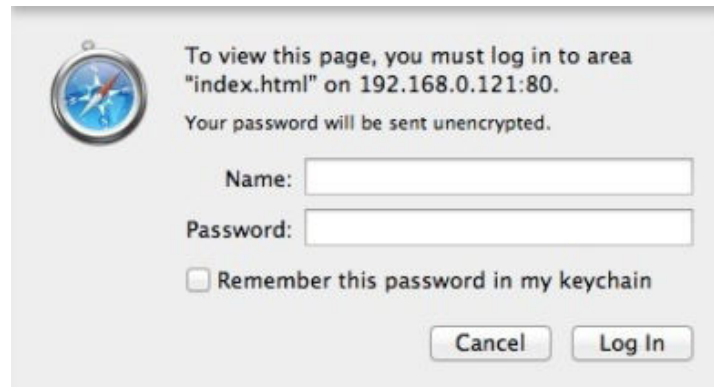 To view this page, you must log in to area
“index.html” on 192.168.0.121:80.
Your password will be sent unencrypted.
Name:
Password:
Remember this password in my keychain
Cancel Log In